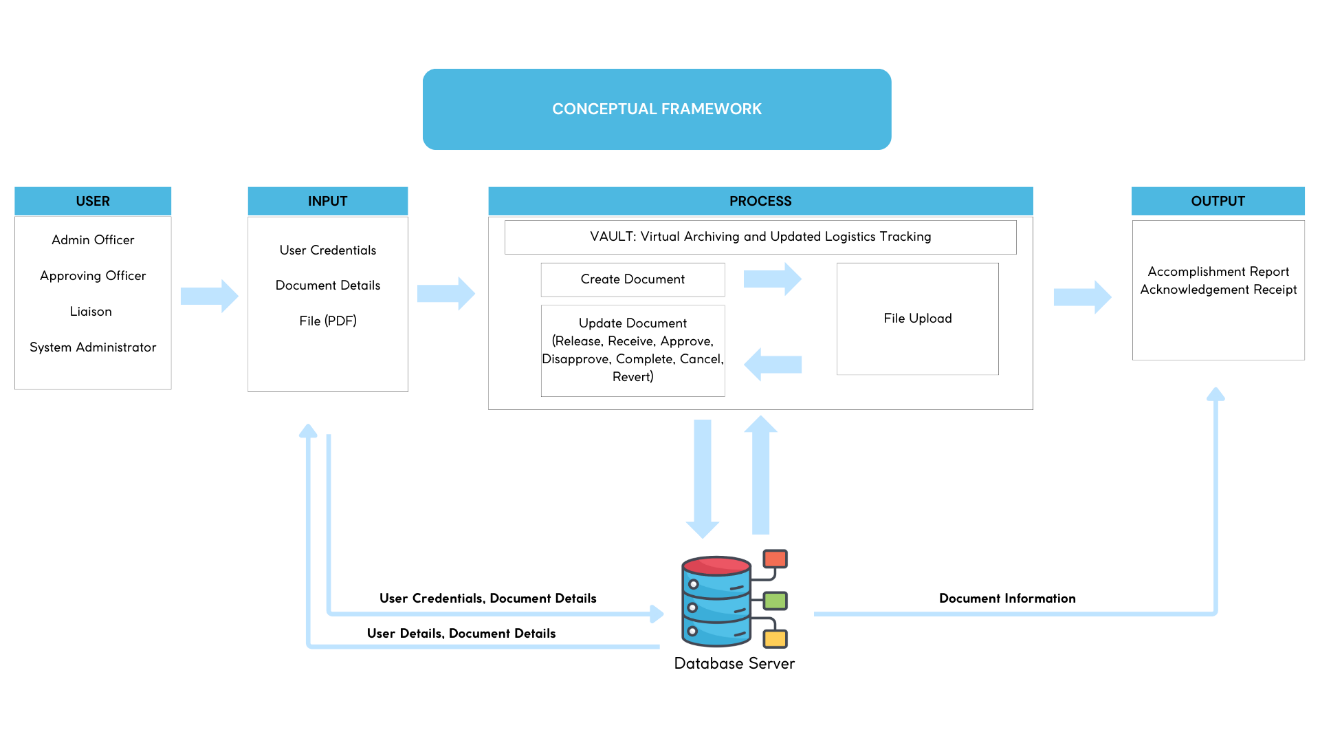 CONCEPTUAL FRAMEWORK
USER
Admin Officer
Approving Officer
Liaison
System Administrator
INPUT
User Credentials
Document Details
File (PDF)
PROCESS
VAULT: Virtual Archiving and Updated Logistics Tracking
Create Document
Update Document
(Release, Receive, Approve,
Disapprove, Complete, Cancel,
Revert)
File Upload
OUTPUT
Accomplishment Report
Acknowledgement Receipt
User Credentials, Document Details
User Details, Document Details
Document Information
Database Server